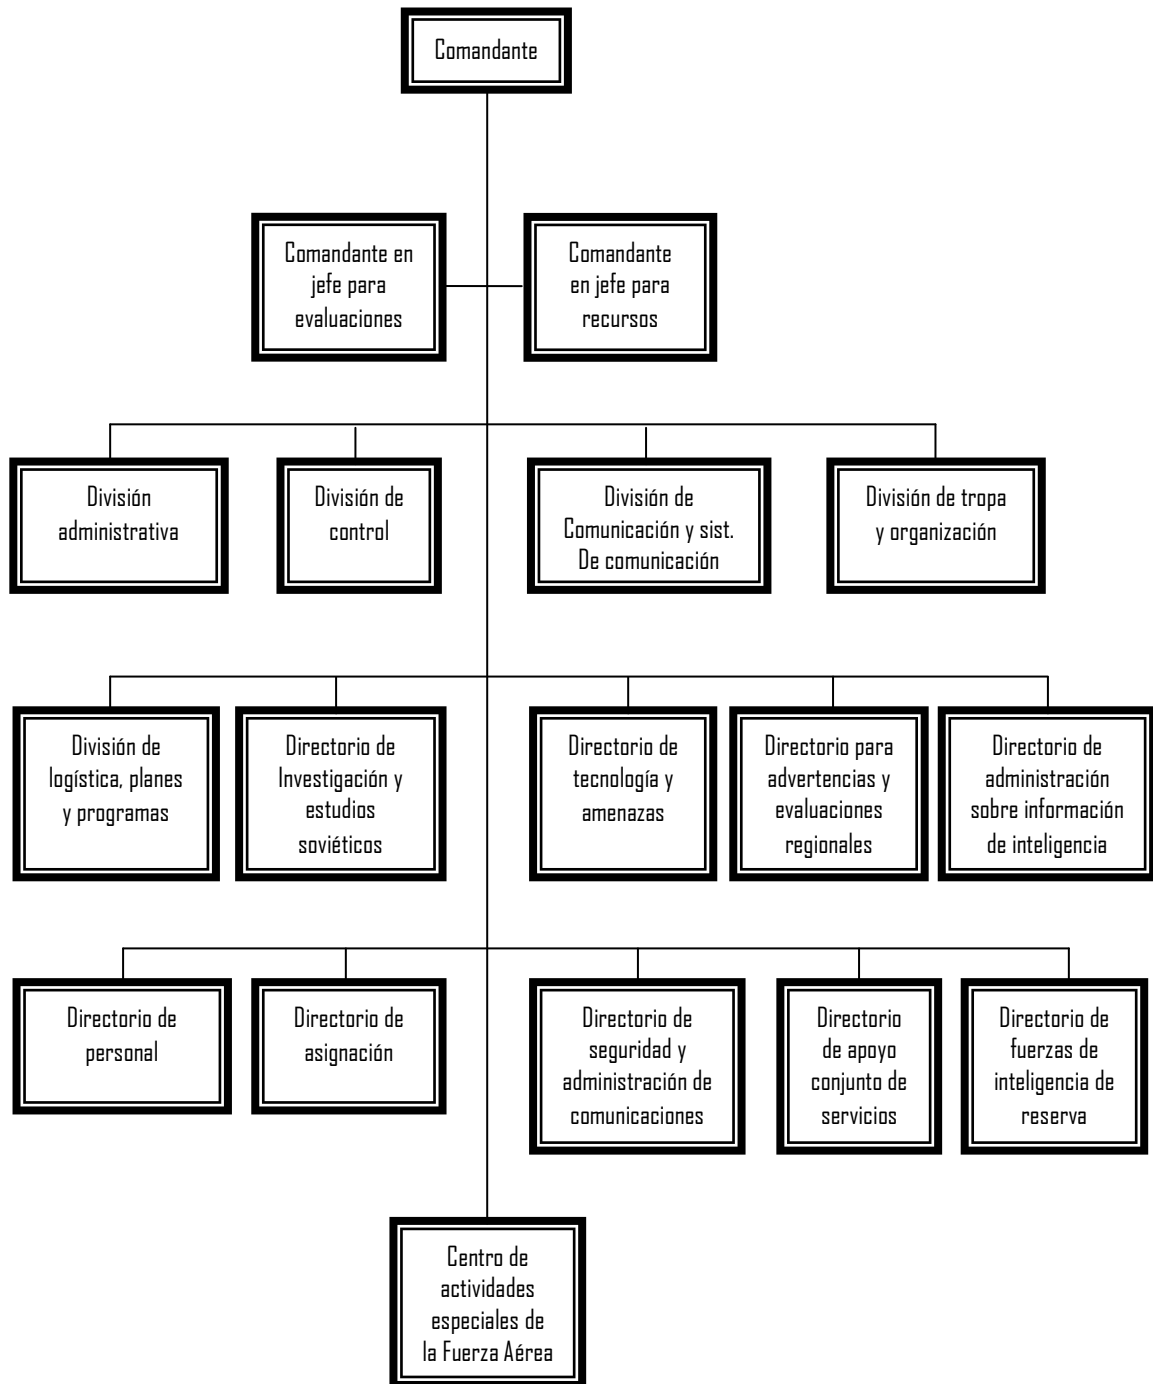 Comandante
Comandante en
jefe para
evaluaciones
Comandante
en jefe para
recursos
División
administrativa
División de
control
División de
Comunicación y sist.
De comunicación
División de tropa
y organización
División de
logística, planes
y programas
Directorio de
Investigación y
estudios
soviéticos
Directorio de
tecnología y
amenazas
Directorio para
advertencias y
evaluaciones
regionales
Directorio de
administración
sobre información
de inteligencia
Directorio de
personal
Directorio de
asignación
Directorio de
seguridad y
administración de
comunicaciones
Directorio
de apoyo
conjunto de
servicios
Directorio de
fuerzas de
inteligencia de
reserva
Centro de
actividades
especiales de
la Fuerza Aérea